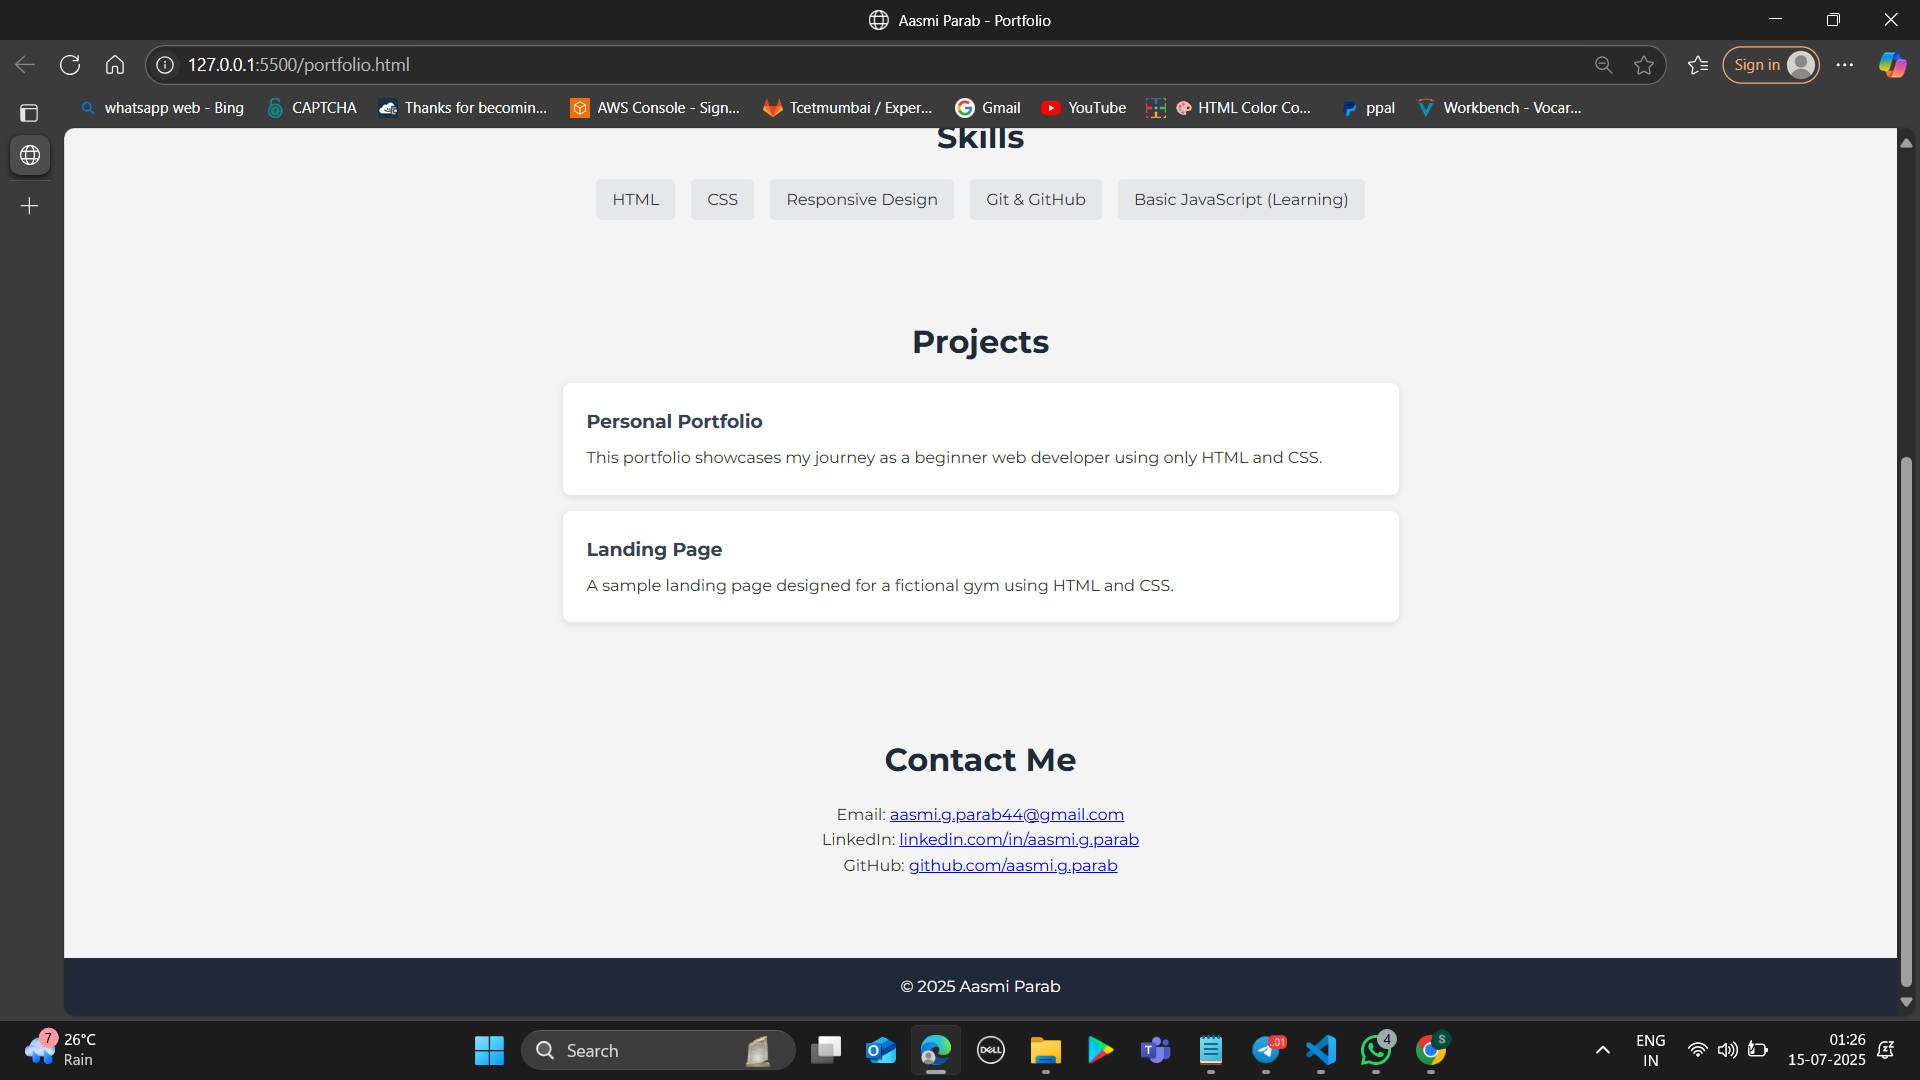 Aasmi Parab - Portfolio
127.0.0.1:5500/portfolio.html
Sign in
whatsapp web - Bing
CAPTCHA
Thanks for becomin...
AWS Console - Sign...
Tcetmumbai / Exper...
Gmail
YouTube
HTML Color Co...
ppal
Workbench - Vocar...
Skills
HTML
CSS
Responsive Design
Git & GitHub
Basic JavaScript (Learning)
Projects
Personal Portfolio
This portfolio showcases my journey as a beginner web developer using only HTML and CSS.
Landing Page
A sample landing page designed for a fictional gym using HTML and CSS.
Contact Me
Email: aasmi.g.parab44@gmail.com
LinkedIn: linkedin.com/in/aasmi.g.parab
GitHub: github.com/aasmi.g.parab
© 2025 Aasmi Parab
7
26°C
Rain
Search
DELL
.01
4
S
ENG
IN
01:26
15-07-2025